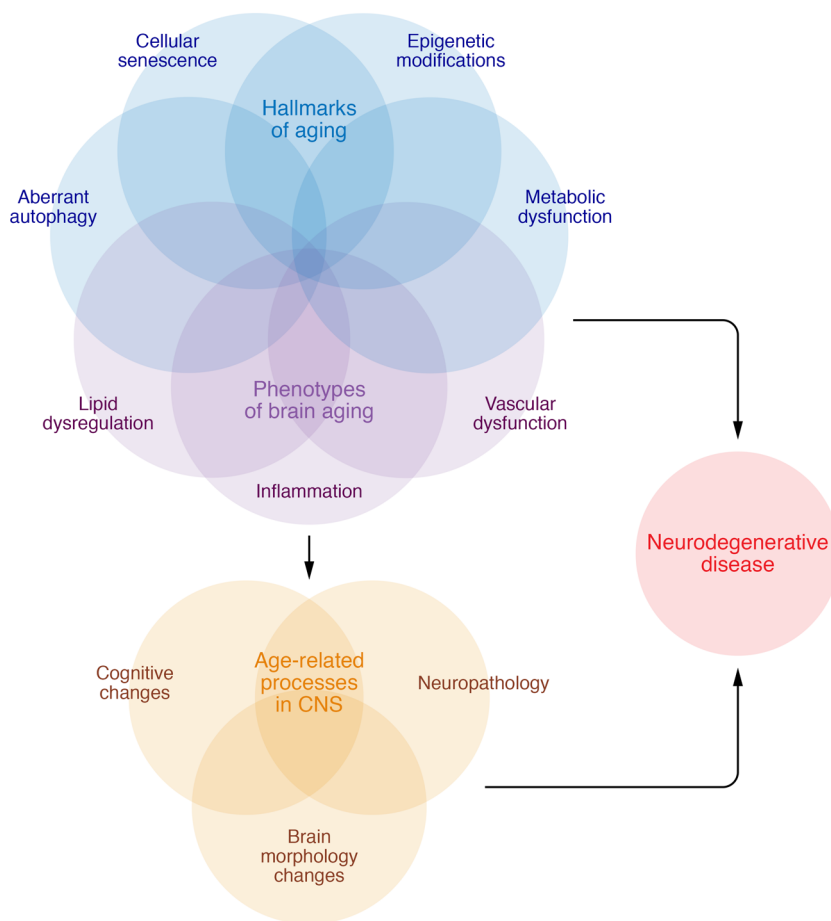 Cellular
senescence
Epigenetic
modifications
Hallmarks
of aging
Aberrant
autophagy
Metabolic
dysfunction
Phenotypes
of brain aging
Lipid
dysregulation
Vascular
dysfunction
Inflammation
Neurodegenerative
disease
Age-related
processes
in CNS
Cognitive
changes
Neuropathology
Brain
morphology
changes